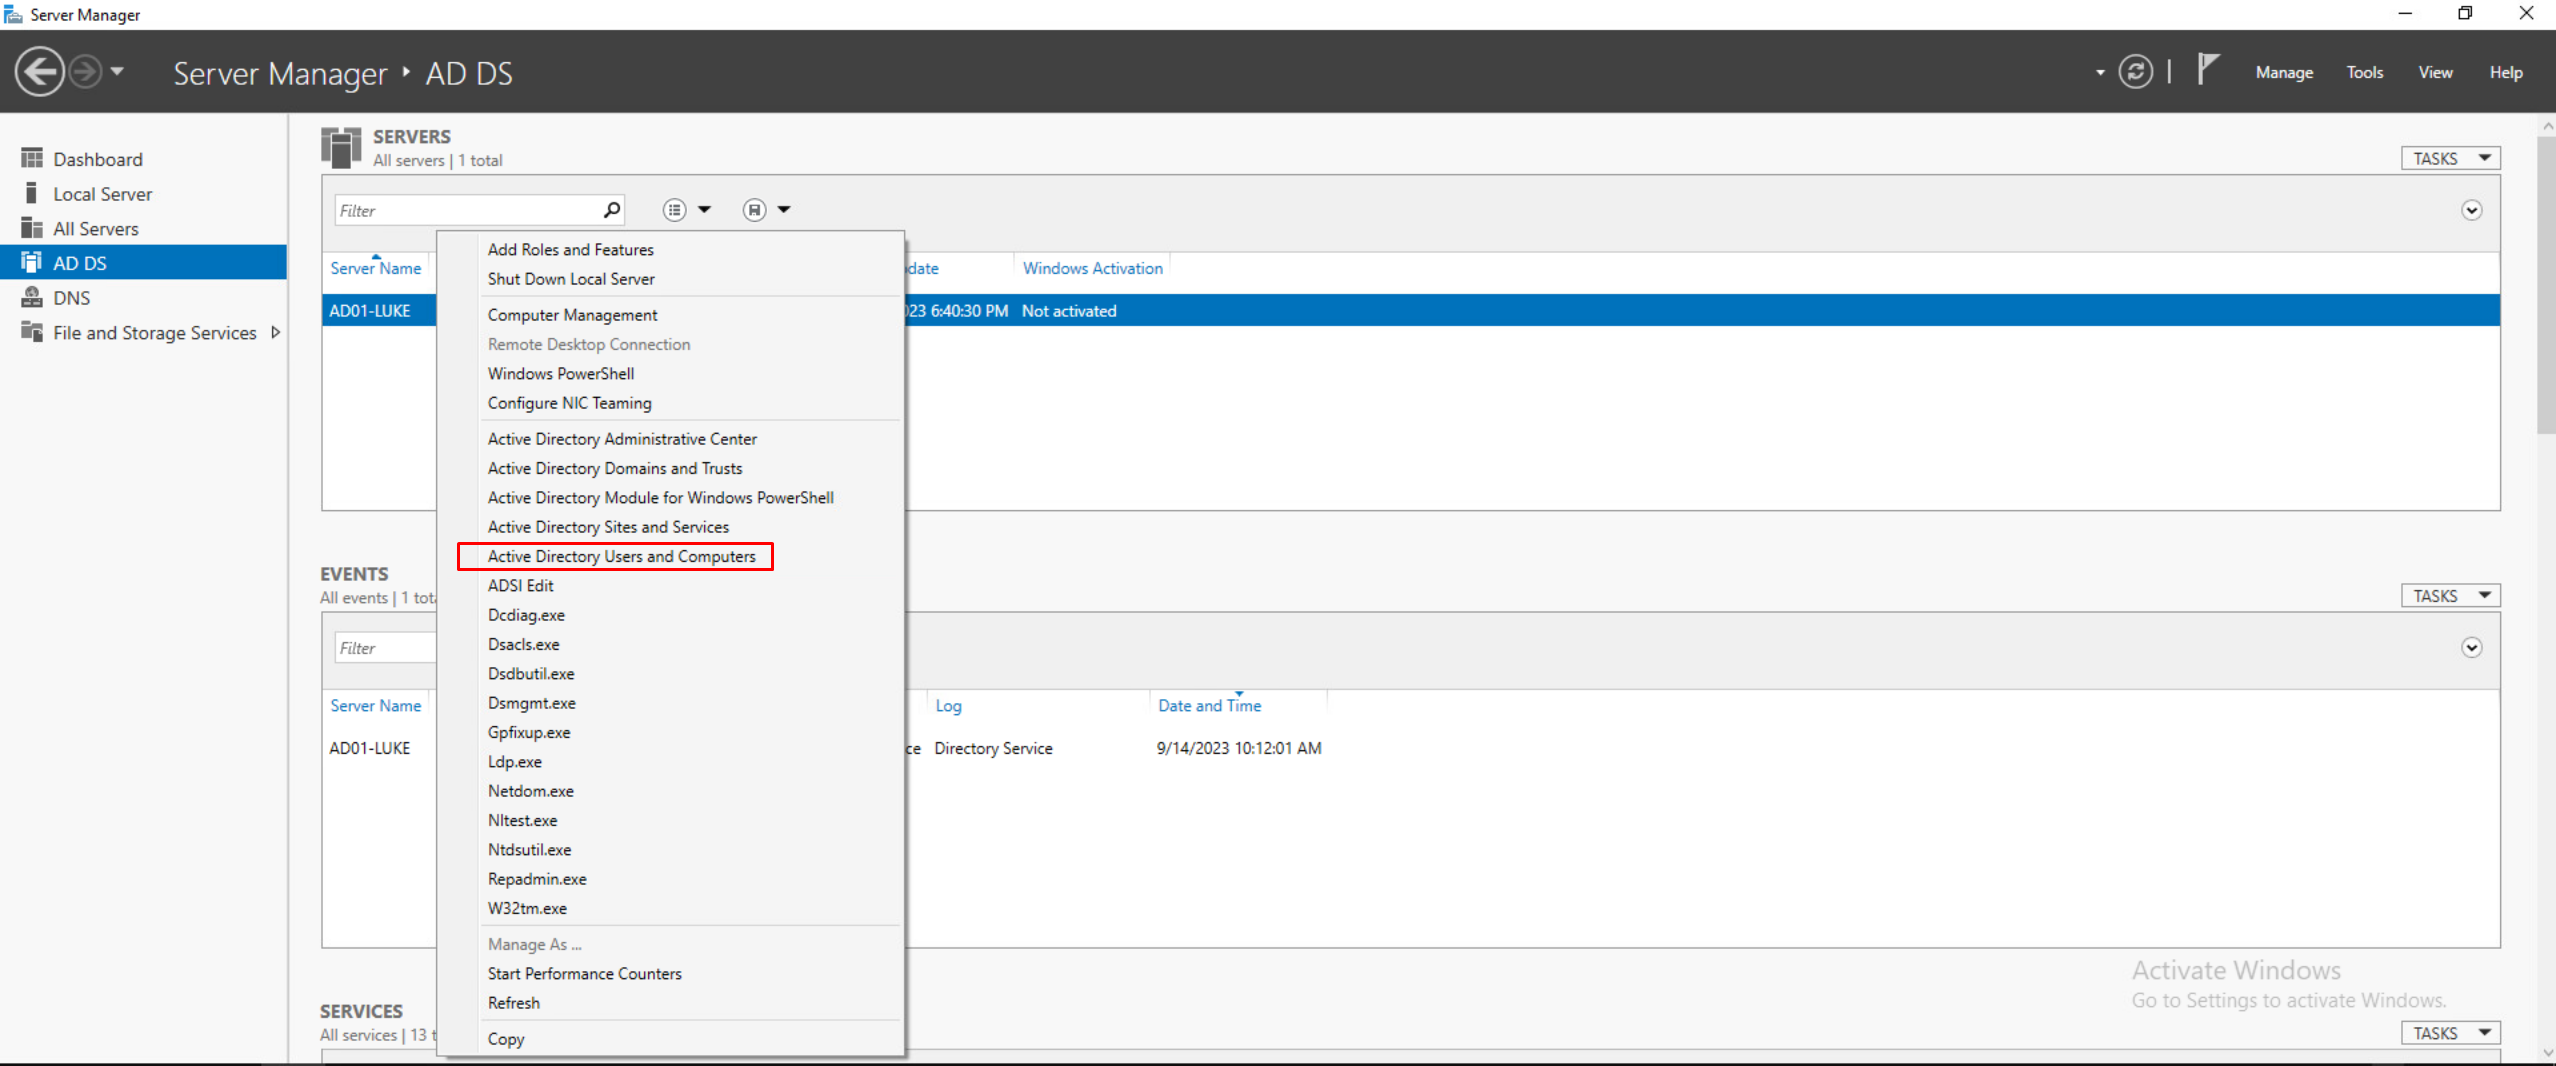 Server Manager
Server Manager AD DS
Manage Tools View Help
Dashboard
Local Server
All Servers
AD DS
DNS
File and Storage Services
SERVERS
All servers | 1 total
TASKS
Filter
Server Name date Windows Activation
AD01-LUKE 023 6:40:30 PM Not activated
Add Roles and Features
Shut Down Local Server
Computer Management
Remote Desktop Connection
Windows PowerShell
Configure NIC Teaming
Active Directory Administrative Center
Active Directory Domains and Trusts
Active Directory Module for Windows PowerShell
Active Directory Sites and Services
Active Directory Users and Computers
ADSI Edit
Dcdiag.exe
Dsacls.exe
Dsdbutil.exe
Dsmgmt.exe
Gpfixup.exe
Ldp.exe
Netdom.exe
Nltest.exe
Ntdsutil.exe
Repadmin.exe
W32tm.exe
Manage As ...
Start Performance Counters
Refresh
Copy
EVENTS
All events | 1 tot
TASKS
Filter
Server Name Log Date and Time
AD01-LUKE ce Directory Service 9/14/2023 10:12:01 AM
Activate Windows
Go to Settings to activate Windows.
SERVICES
All services | 13 t
TASKS